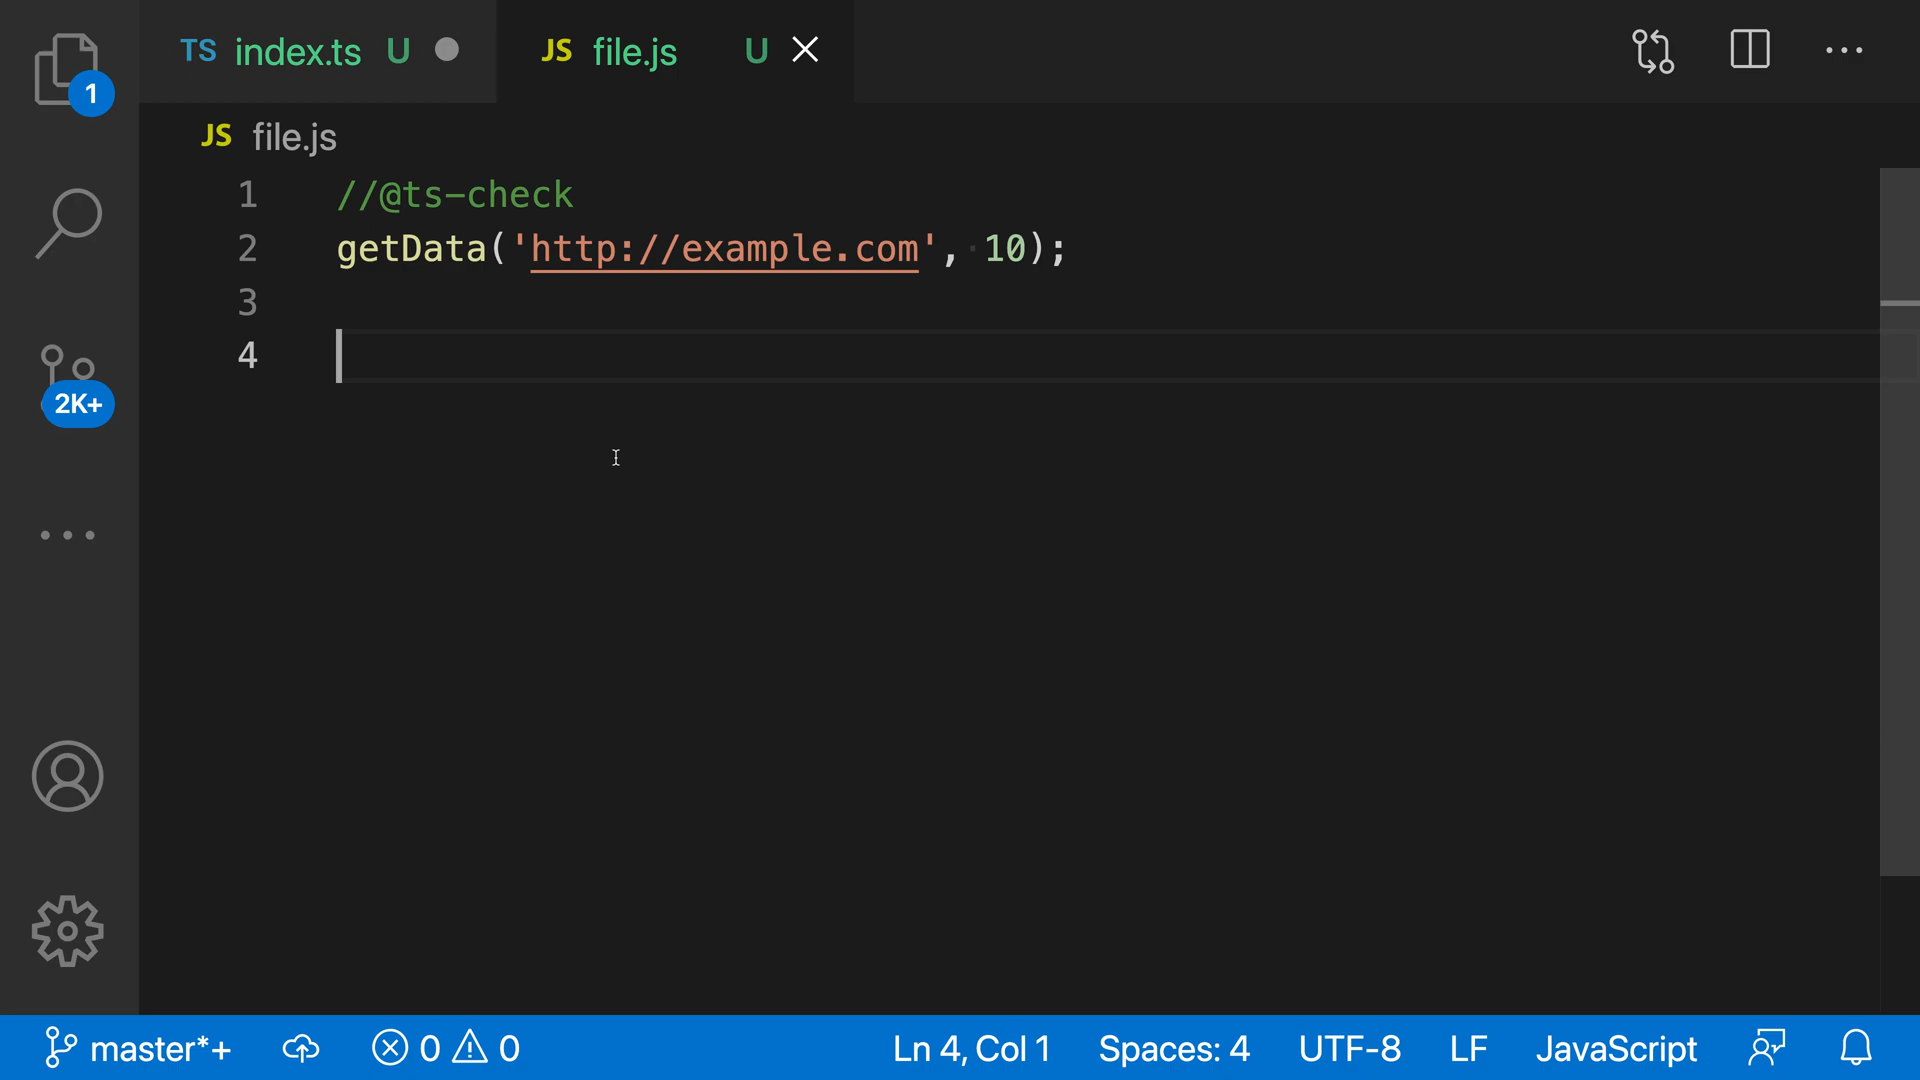 TS index.ts U
JS file.js U
1
JS file.js
1 //@ts-check
2 getData('http://example.com', 10);
3
4
2K+
master*+ 0 0 Ln 4, Col 1 Spaces: 4 UTF-8 LF JavaScript